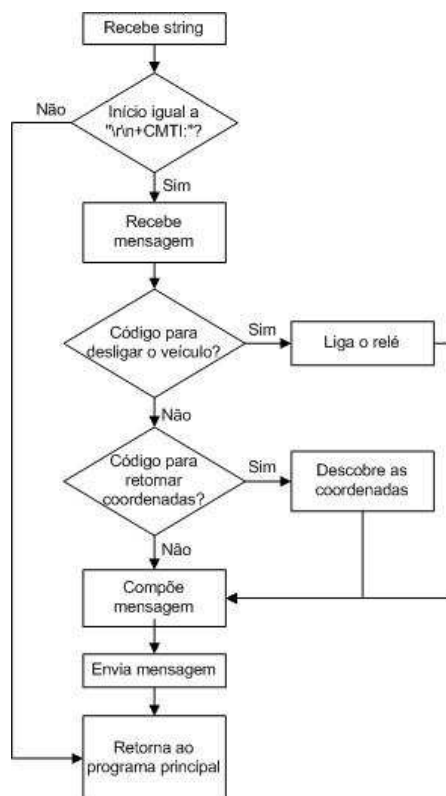 Recebe string
Não
Início igual a
"\r\n+CMTI:"?
Sim
Recebe
mensagem
Código para
desligar o veículo?
Sim
Liga o relé
Não
Código para
retornar
coordenadas?
Sim
Descobre as
coordenadas
Não
Compõe
mensagem
Envia mensagem
Retorna ao
programa principal